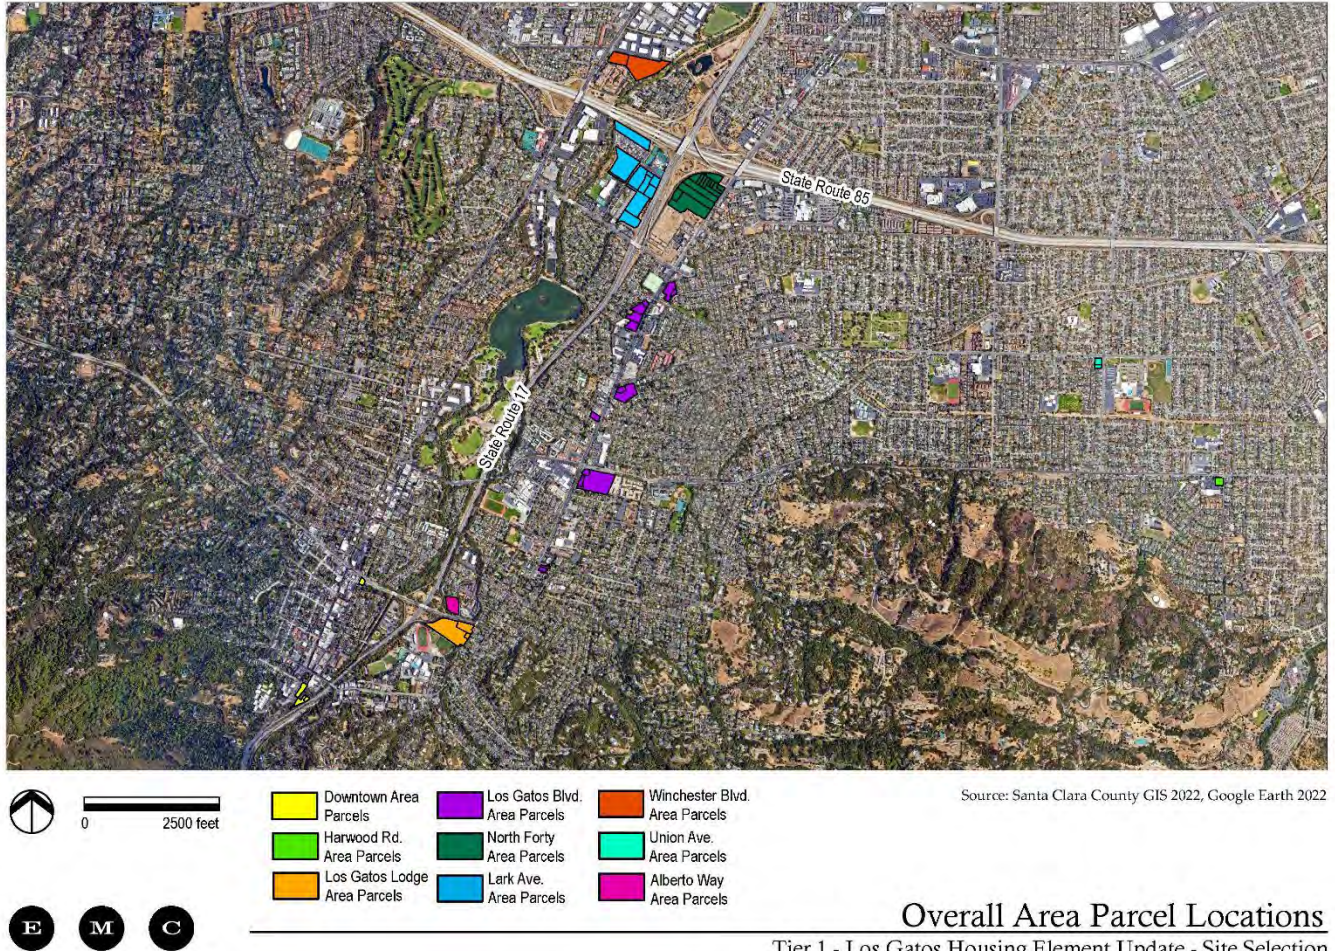 State Route 85
State Route 17
0 2500 feet
Downtown Area
Parcels
Harwood Rd.
Area Parcels
Los Gatos Lodge
Area Parcels
Los Gatos Blvd.
Area Parcels
North Forty
Area Parcels
Lark Ave.
Area Parcels
Winchester Blvd.
Area Parcels
Union Ave.
Area Parcels
Alberto Way
Area Parcels
Source: Santa Clara County GIS 2022, Google Earth 2022
E M C
Overall Area Parcel Locations
Tier 1 - Los Gatos Housing Element Update - Site Selection